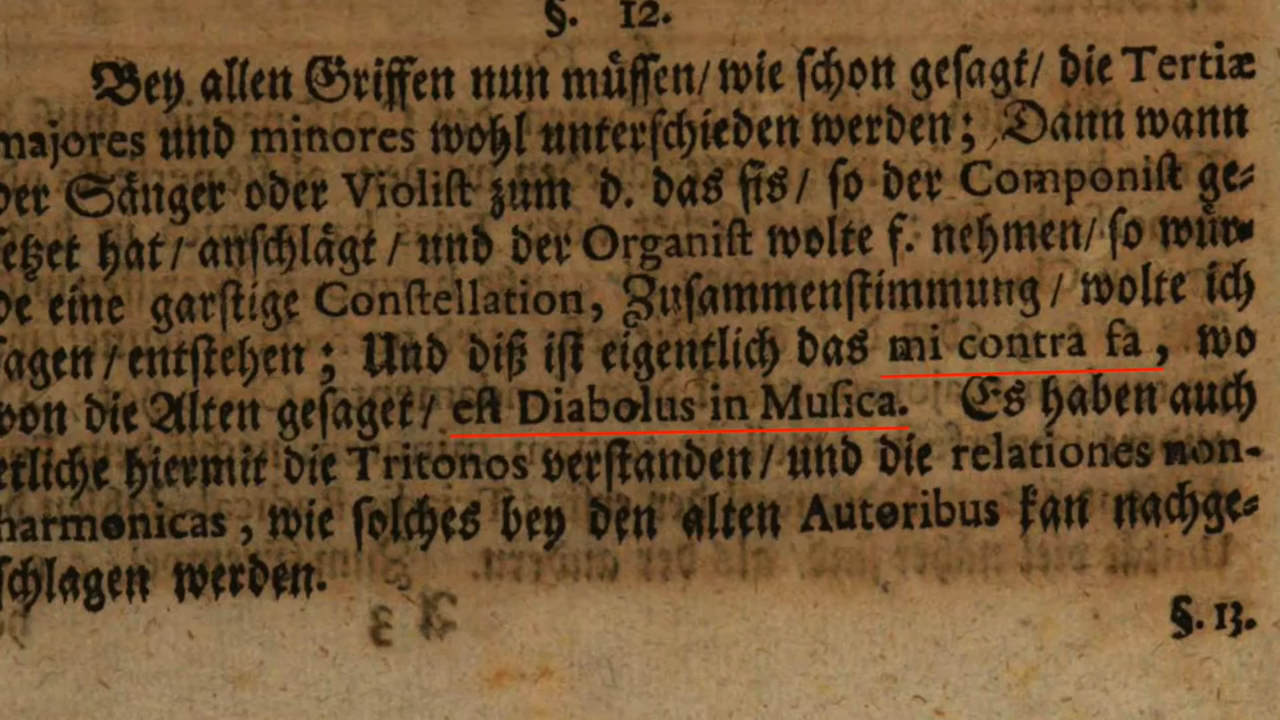 §. 12.
Bey allen Griffen nun müssen/ wie schon gesagt/ die Tertiæ
majores und minores wohl unterschieden werden; Dann wann
der Sänger oder Violist zum d. das fis/ so der Componist ge-
setzet hat/ anschlägt / und der Organist wolte f. nehmen/ so wür-
de eine garstige Constellation, Zusammenstimmung / wolte ich
sagen / entstehen ; Und diß ist eigentlich das mi contra fa, wo
von die Alten gesaget/ est Diabolus in Musica. Es haben auch
etliche hiermit die Tritonos verstanden/ und die relationes non-
harmonicas, wie solches bey den alten Autoribus kan nachge-
schlagen werden.
§. 13.